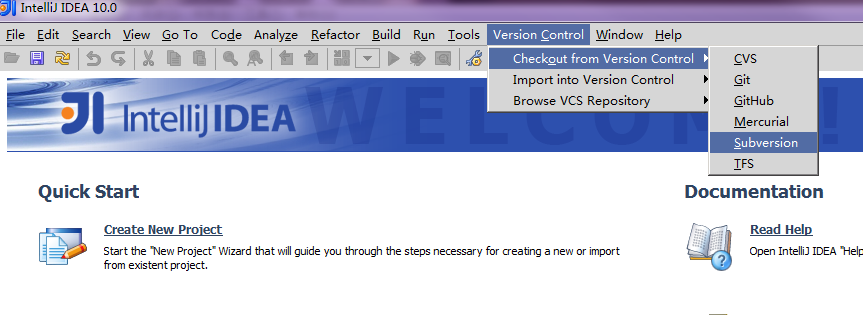 IntelliJ IDEA 10.0
File Edit Search View Go To Code Analyze Refactor Build Run Tools Version Control Window Help
Checkout from Version Control
Import into Version Control
Browse VCS Repository
CVS
Git
GitHub
Mercurial
Subversion
TFS
IntelliJ IDEA WELCOM !
Quick Start
Create New Project
Start the "New Project" Wizard that will guide you through the steps necessary for creating a new or import
from existent project.
Documentation
Read Help
Open IntelliJ IDEA "Help